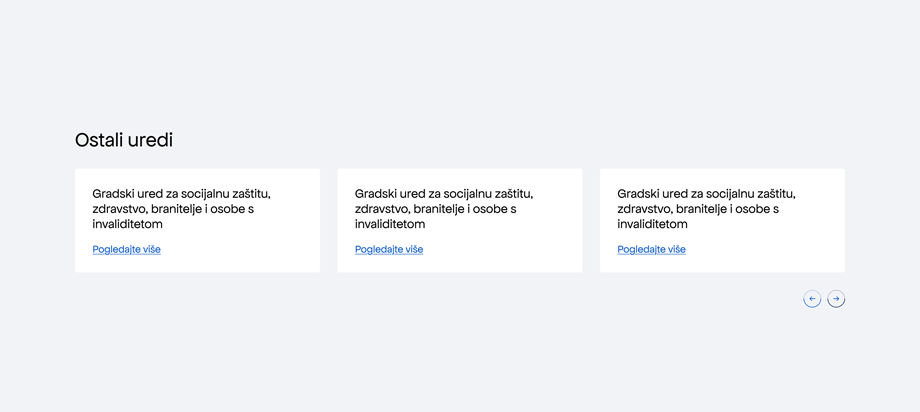 Ostali uredi
Gradski ured za socijalnu zaštitu,
zdravstvo, branitelje i osobe s
invaliditetom
Pogledajte više
Gradski ured za socijalnu zaštitu,
zdravstvo, branitelje i osobe s
invaliditetom
Pogledajte više
Gradski ured za socijalnu zaštitu,
zdravstvo, branitelje i osobe s
invaliditetom
Pogledajte više